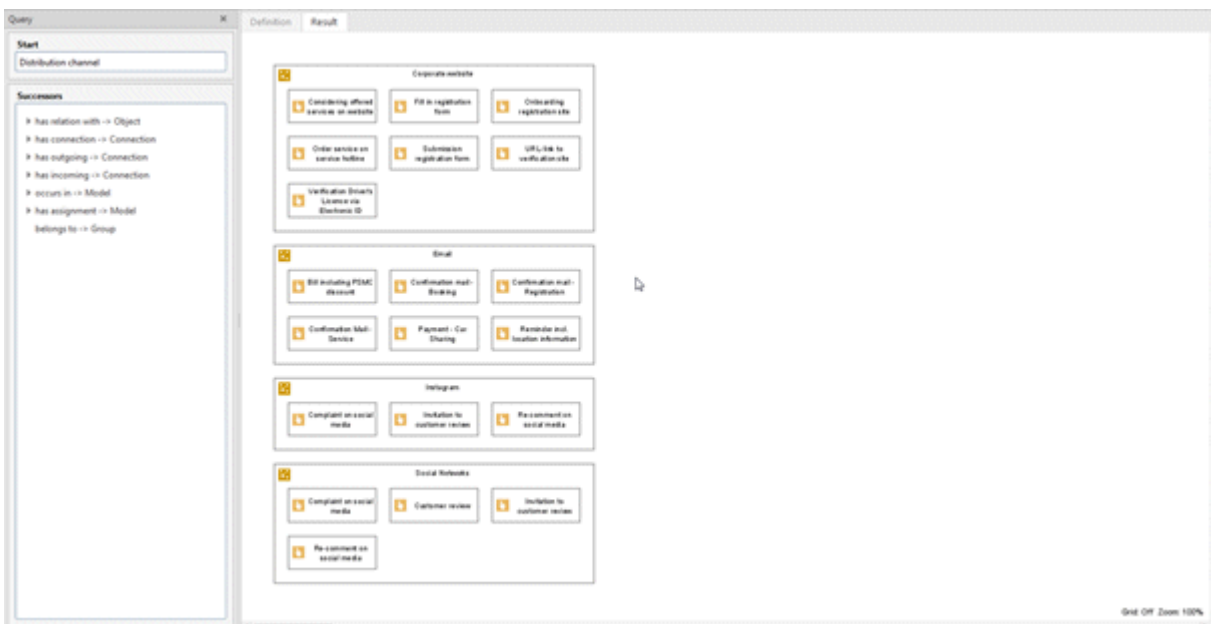 Query
Definition
Result
Start
Distribution channel
Successors
has relation with -> Object
has connection -> Connection
has outgoing -> Connection
has incoming -> Connection
occurs in -> Model
has assignment -> Model
belongs to -> Group
Corporate website
Considering offered
services on website
Fill in registration
form
Onboarding
registration site
Order service on
service hotline
Submission
registration form
URL-link to
verification site
Verification Driver's
Licence via
Electronic ID
Email
Bill including PSMC
discount
Confirmation mail-
Booking
Confirmation mail -
Registration
Confirmation Mail-
Service
Payment - Car
Sharing
Reminder incl.
location information
Instagram
Complaint on social
media
Invitation to
customer review
Re-comment on
social media
Social Networks
Complaint on social
media
Customer review
Invitation to
customer review
Re-comment on
social media
Grid: Off Zoom: 100%